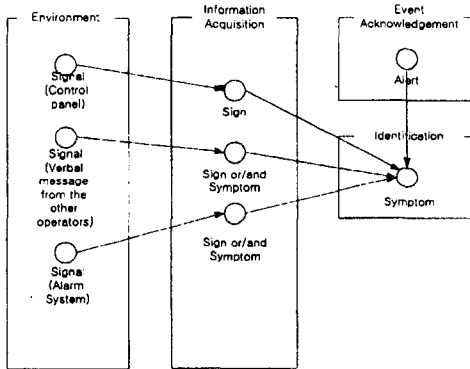 Environment
Signal
(Control
panel)
Signal
(Verbal
message
from the
other
operators)
Signal
(Alarm
System)
Information
Acquisition
Sign
Sign or/and
Symptom
Sign or/and
Symptom
Event
Acknowledgement
Alert
Identification
Symptom